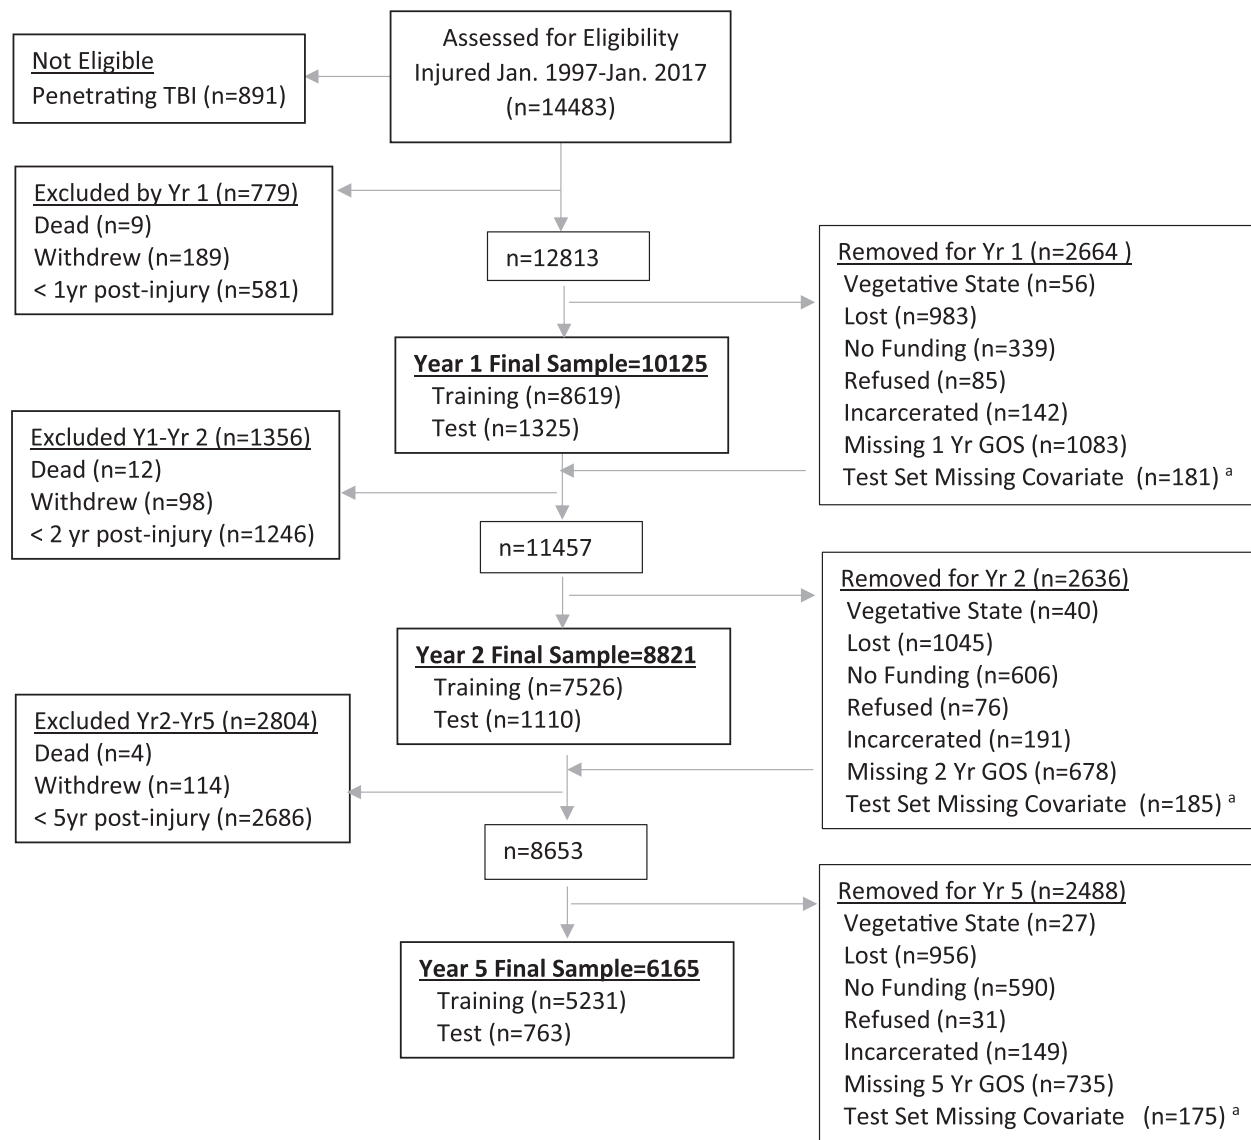 Assessed for Eligibility
Injured Jan. 1997-Jan. 2017
(n=14483)
Not Eligible
Penetrating TBI (n=891)
Excluded by Yr 1 (n=779)
Dead (n=9)
Withdrew (n=189)
< 1yr post-injury (n=581)
n=12813
Removed for Yr 1 (n=2664 )
Vegetative State (n=56)
Lost (n=983)
No Funding (n=339)
Refused (n=85)
Incarcerated (n=142)
Missing 1 Yr GOS (n=1083)
Test Set Missing Covariate (n=181) a
Year 1 Final Sample=10125
Training (n=8619)
Test (n=1325)
Excluded Y1-Yr 2 (n=1356)
Dead (n=12)
Withdrew (n=98)
< 2 yr post-injury (n=1246)
n=11457
Removed for Yr 2 (n=2636)
Vegetative State (n=40)
Lost (n=1045)
No Funding (n=606)
Refused (n=76)
Incarcerated (n=191)
Missing 2 Yr GOS (n=678)
Test Set Missing Covariate (n=185) a
Year 2 Final Sample=8821
Training (n=7526)
Test (n=1110)
Excluded Yr2-Yr5 (n=2804)
Dead (n=4)
Withdrew (n=114)
< 5yr post-injury (n=2686)
n=8653
Removed for Yr 5 (n=2488)
Vegetative State (n=27)
Lost (n=956)
No Funding (n=590)
Refused (n=31)
Incarcerated (n=149)
Missing 5 Yr GOS (n=735)
Test Set Missing Covariate (n=175) a
Year 5 Final Sample=6165
Training (n=5231)
Test (n=763)